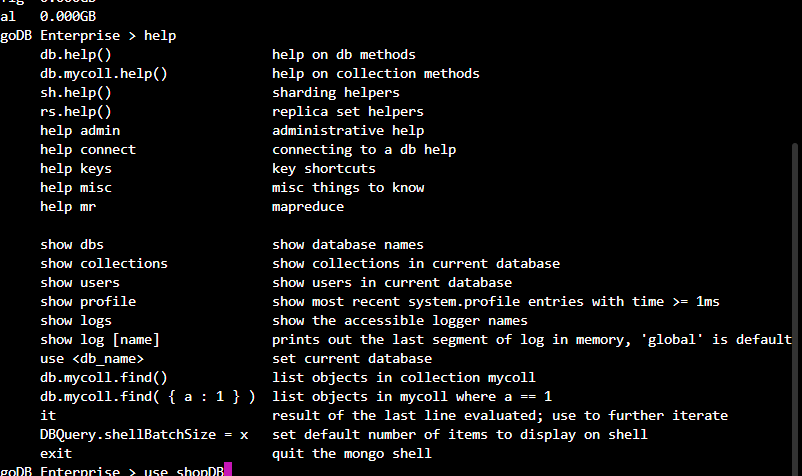 al   0.000GB
goDB Enterprise > help
db.help()                    help on db methods
db.mycoll.help()             help on collection methods
sh.help()                    sharding helpers
rs.help()                    replica set helpers
help admin                   administrative help
help connect                 connecting to a db help
help keys                    key shortcuts
help misc                    misc things to know
help mr                      mapreduce
show dbs                     show database names
show collections             show collections in current database
show users                   show users in current database
show profile                 show most recent system.profile entries with time >= 1ms
show logs                    show the accessible logger names
show log [name]              prints out the last segment of log in memory, 'global' is default
use <db_name>                set current database
db.mycoll.find()             list objects in collection mycoll
db.mycoll.find( { a : 1 } )  list objects in mycoll where a == 1
it                           result of the last line evaluated; use to further iterate
DBQuery.shellBatchSize = x   set default number of items to display on shell
exit                         quit the mongo shell
goDB Enterprise > use shopDB